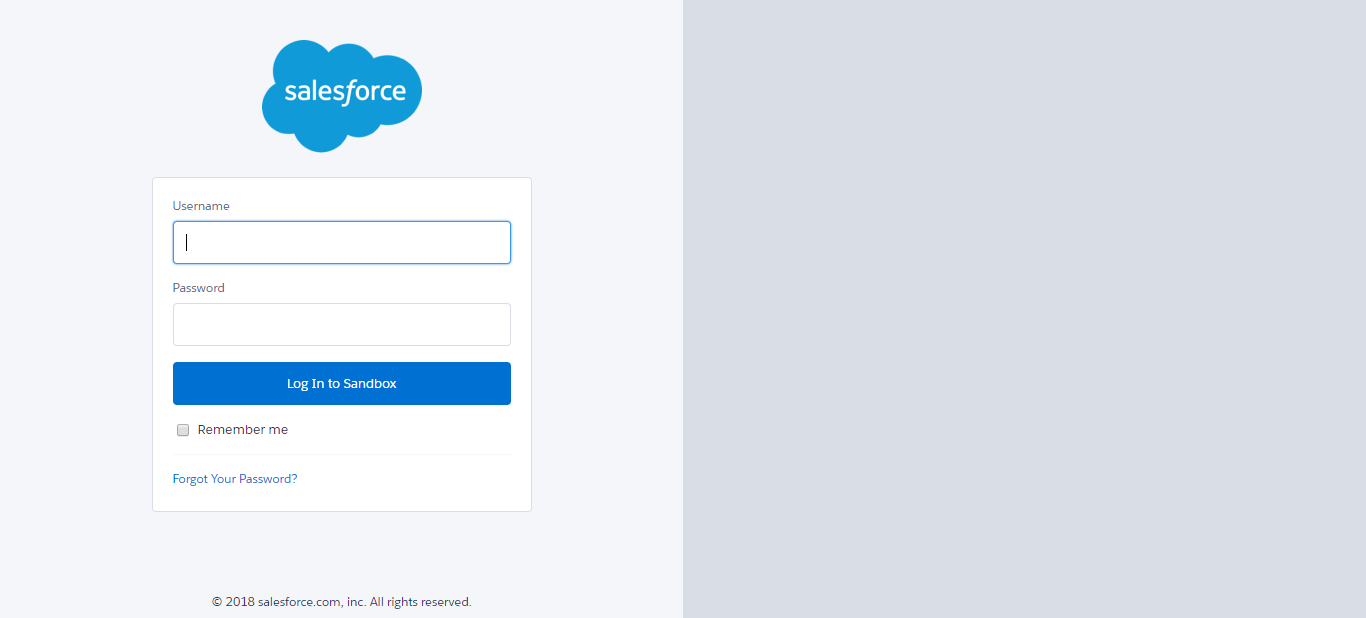 salesforce
Username
Password
Log In to Sandbox
Remember me
Forgot Your Password?
© 2018 salesforce.com, inc. All rights reserved.